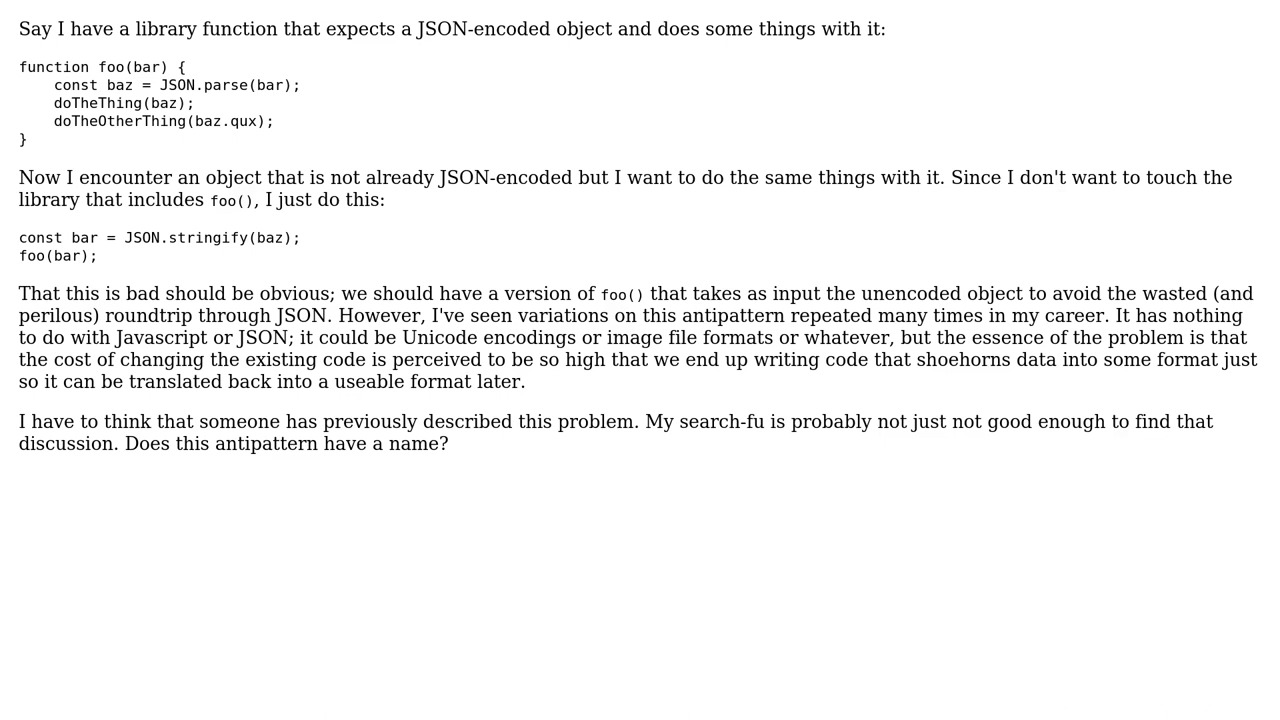 Say I have a library function that expects a JSON-encoded object and does some things with it:
function foo(bar) {
    const baz = JSON.parse(bar);
    doTheThing(baz);
    doTheOtherThing(baz.qux);
}
Now I encounter an object that is not already JSON-encoded but I want to do the same things with it. Since I don't want to touch the
library that includes foo(), I just do this:
const bar = JSON.stringify(baz);
foo(bar);
That this is bad should be obvious; we should have a version of foo() that takes as input the unencoded object to avoid the wasted (and
perilous) roundtrip through JSON. However, I've seen variations on this antipattern repeated many times in my career. It has nothing
to do with Javascript or JSON; it could be Unicode encodings or image file formats or whatever, but the essence of the problem is that
the cost of changing the existing code is perceived to be so high that we end up writing code that shoehorns data into some format just
so it can be translated back into a useable format later.
I have to think that someone has previously described this problem. My search-fu is probably not just not good enough to find that
discussion. Does this antipattern have a name?